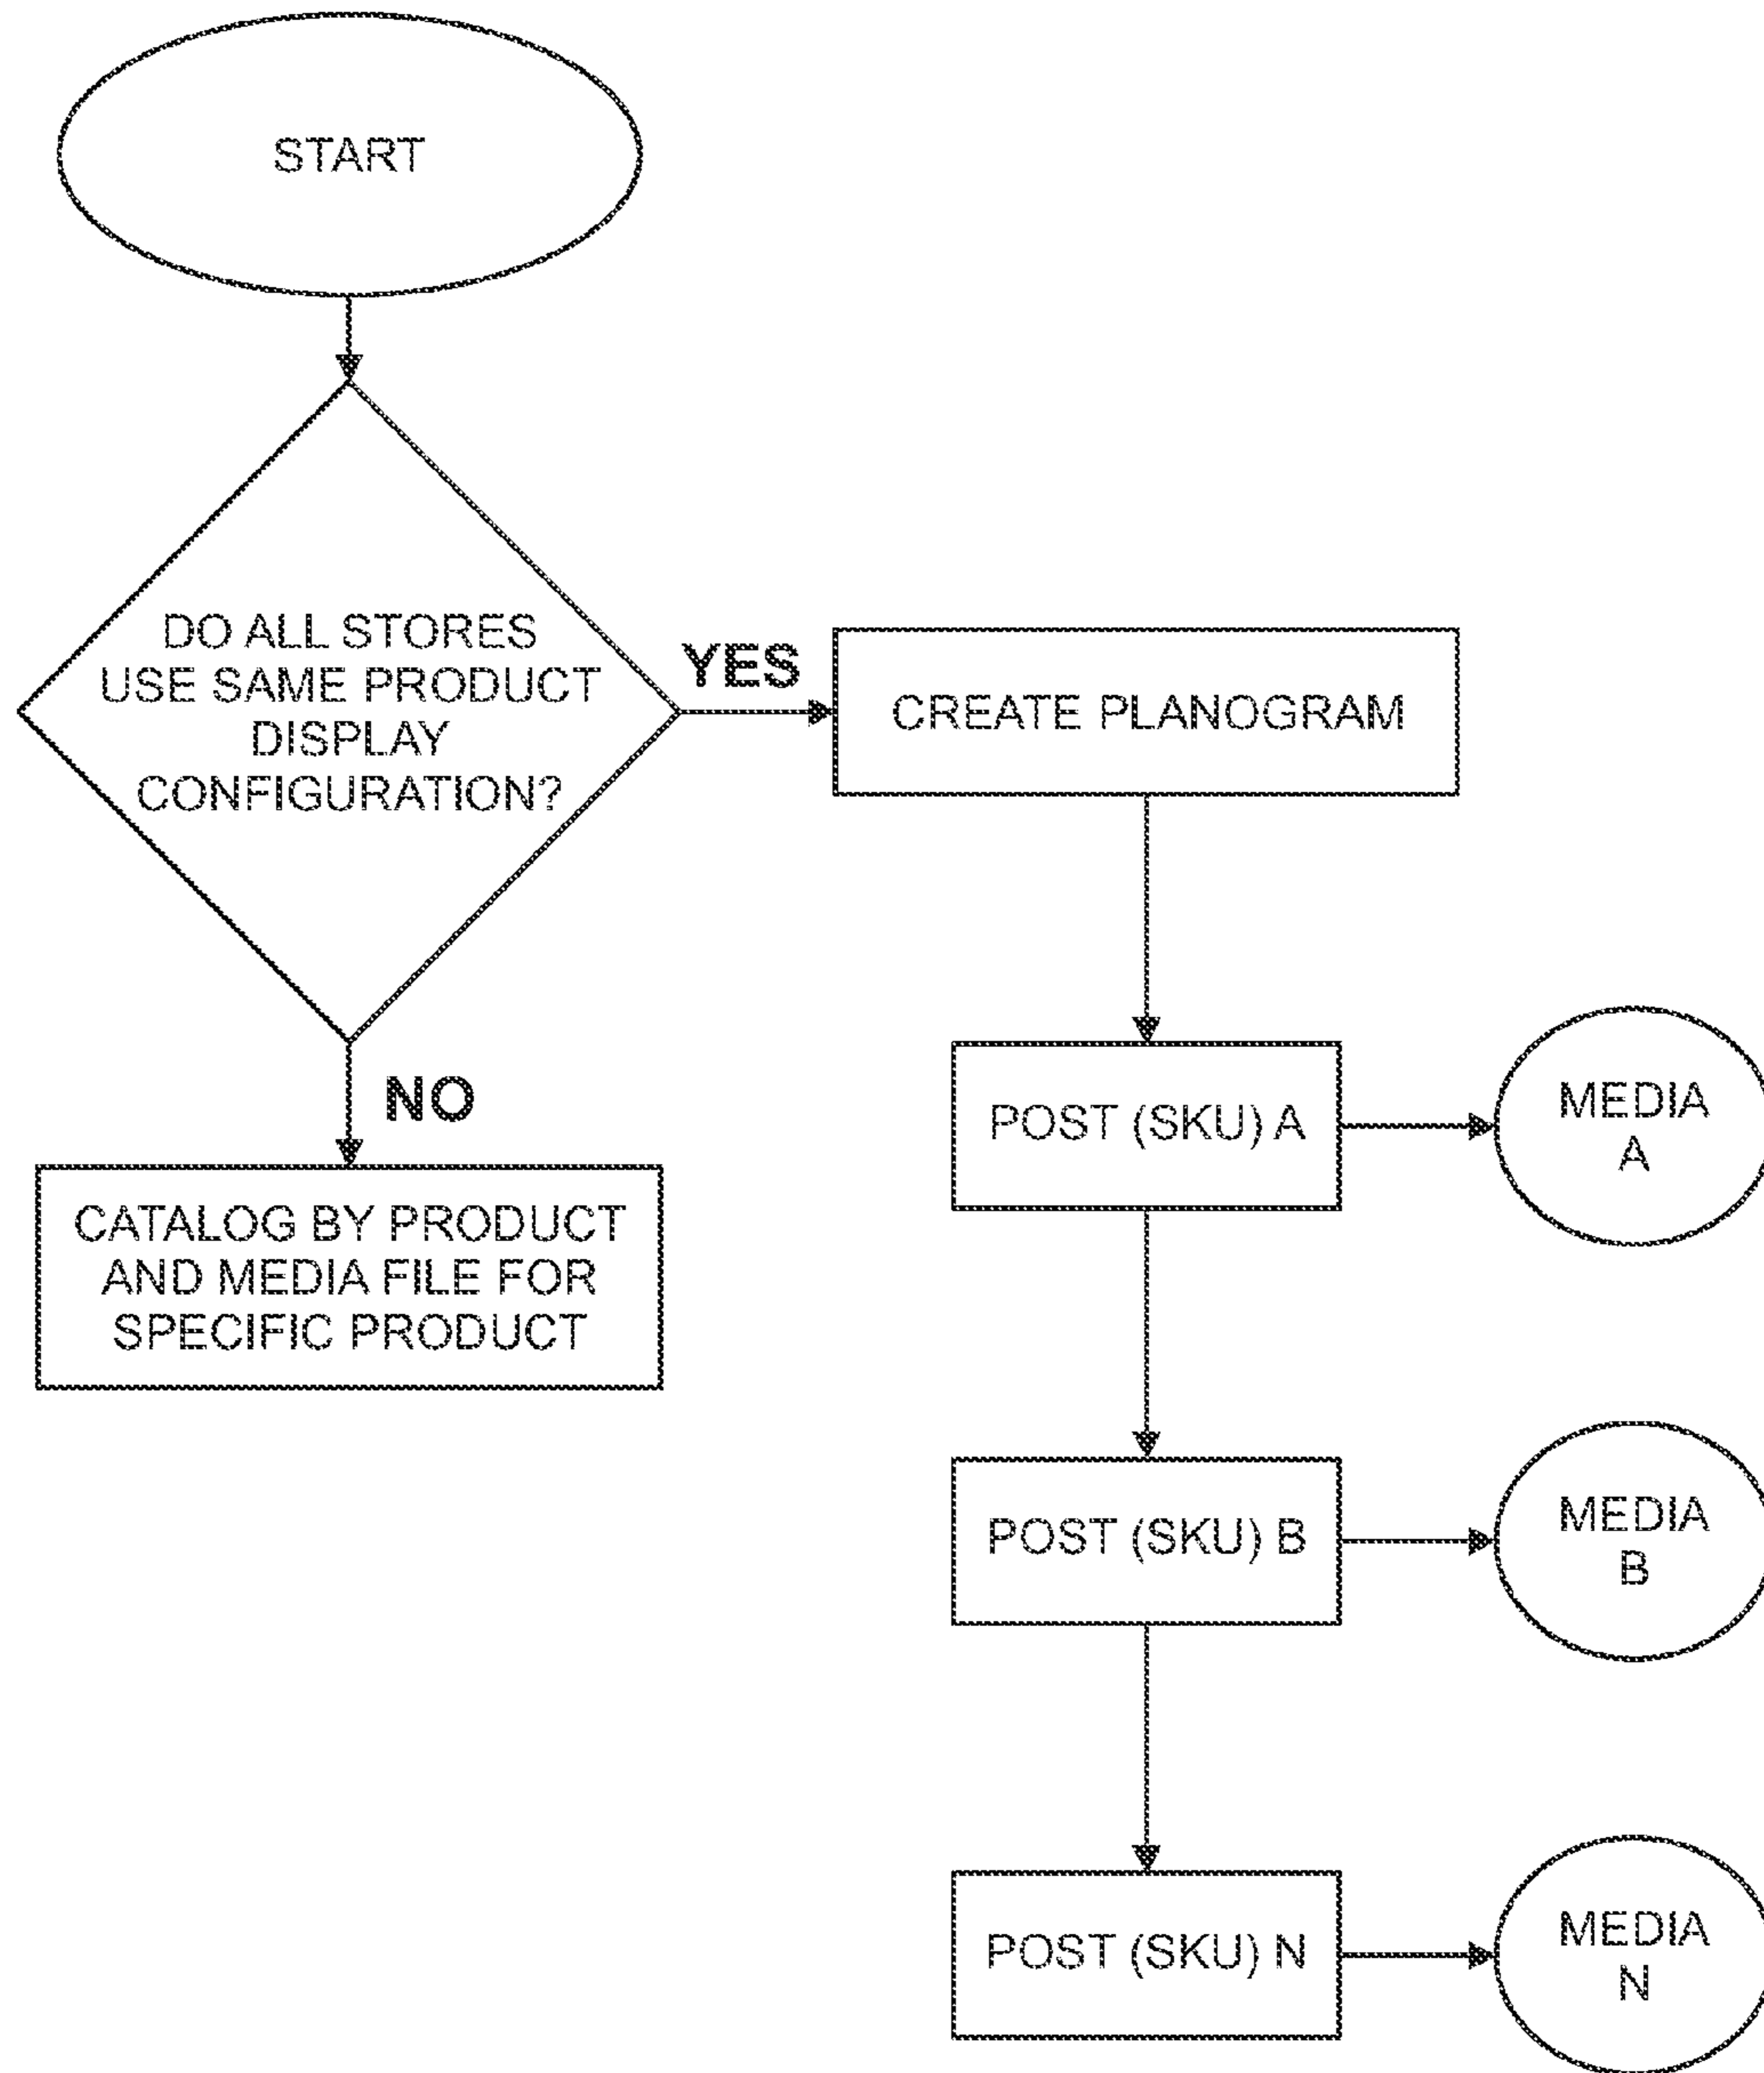 START
DO ALL STORES
USE SAME PRODUCT
DISPLAY
CONFIGURATION?
YES
CREATE PLANOGRAM
NO
CATALOG BY PRODUCT
AND MEDIA FILE FOR
SPECIFIC PRODUCT
POST (SKU) A
MEDIA
A
POST (SKU) B
MEDIA
B
POST (SKU) N
MEDIA
N